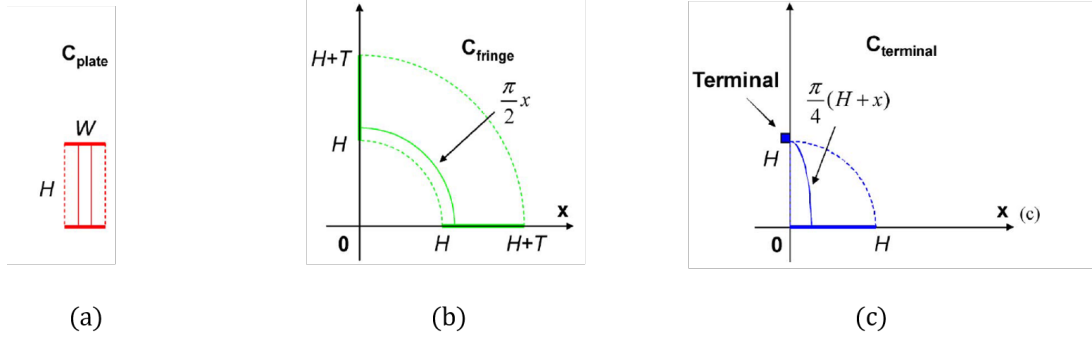 C_plate
W
H
(a)
C_fringe
H+T
π/2 x
H
x
0
H
H+T
(b)
C_terminal
Terminal
π/4 (H + x)
H
x
(c)
0
H
(c)